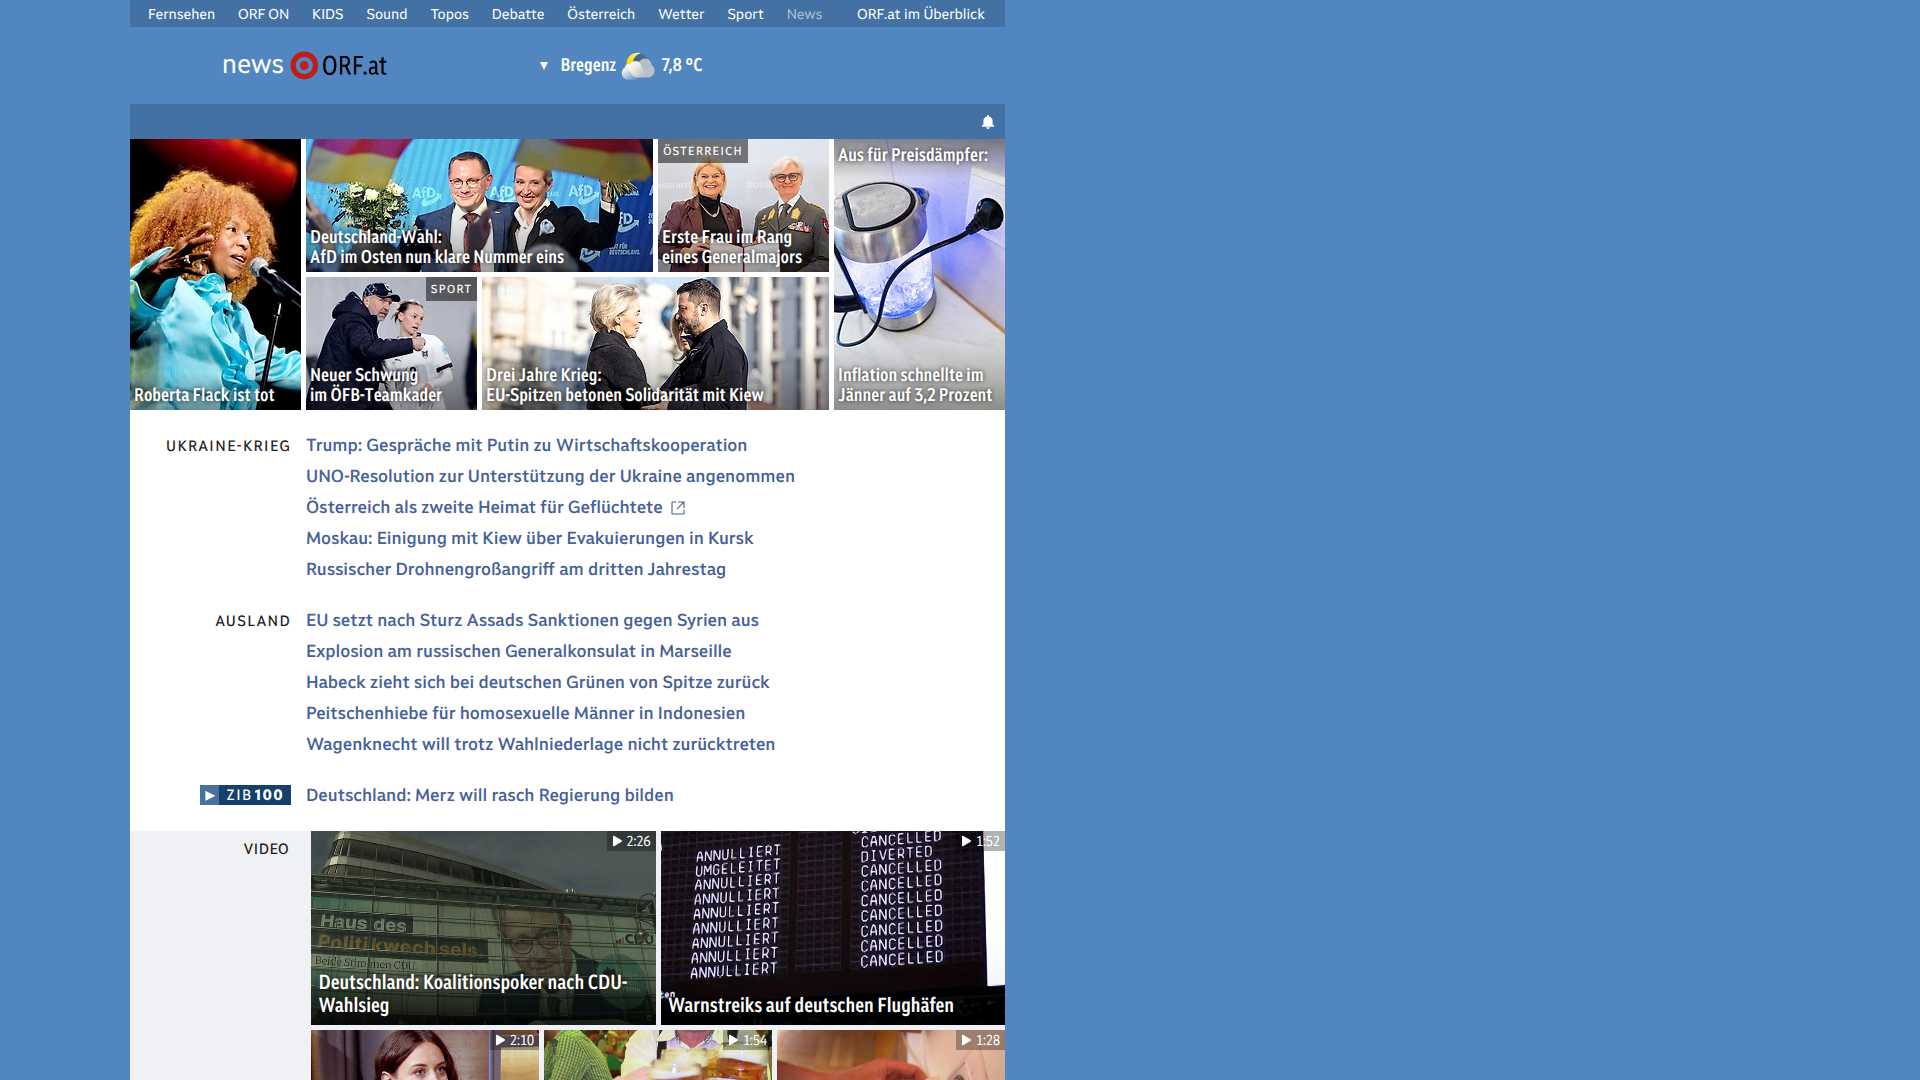 Fernsehen ORF ON KIDS Sound Topos Debatte Österreich Wetter Sport News ORF.at im Überblick
news ORF.at
Bregenz 7,8 °C
Roberta Flack ist tot
AfD
AfD
Deutschland-Wahl:
AfD im Osten nun klare Nummer eins
ÖSTERREICH
Erste Frau im Rang
eines Generalmajors
Aus für Preisdämpfer:
Inflation schnellte im
Jänner auf 3,2 Prozent
SPORT
Neuer Schwung
im ÖFB-Teamkader
Drei Jahre Krieg:
EU-Spitzen betonen Solidarität mit Kiew
UKRAINE-KRIEG
Trump: Gespräche mit Putin zu Wirtschaftskooperation
UNO-Resolution zur Unterstützung der Ukraine angenommen
Österreich als zweite Heimat für Geflüchtete
Moskau: Einigung mit Kiew über Evakuierungen in Kursk
Russischer Drohnengroßangriff am dritten Jahrestag
AUSLAND
EU setzt nach Sturz Assads Sanktionen gegen Syrien aus
Explosion am russischen Generalkonsulat in Marseille
Habeck zieht sich bei deutschen Grünen von Spitze zurück
Peitschenhiebe für homosexuelle Männer in Indonesien
Wagenknecht will trotz Wahlniederlage nicht zurücktreten
ZIB100
Deutschland: Merz will rasch Regierung bilden
VIDEO
2:26
Haus des
Politikwechsels.
Beide Stimmen CDU
CDU
Deutschland: Koalitionspoker nach CDU-
Wahlsieg
1:52
ANNULLIERT CANCELLED
UMGELEITET DIVERTED
ANNULLIERT CANCELLED
ANNULLIERT CANCELLED
ANNULLIERT CANCELLED
ANNULLIERT CANCELLED
ANNULLIERT CANCELLED
ANNULLIERT CANCELLED
ANNULLIERT CANCELLED
Warnstreiks auf deutschen Flughäfen
2:10
1:54
1:28